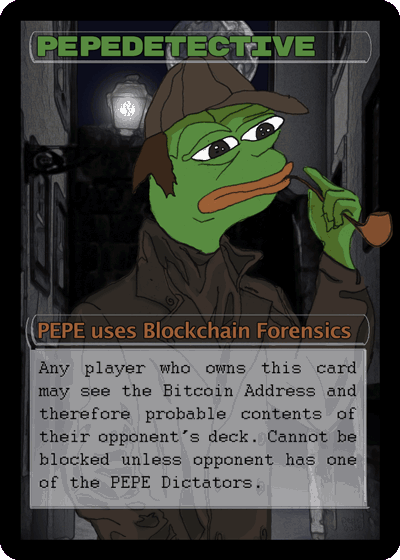 PEPEDETECTIVE
PEPE uses Blockchain Forensics
Any player who owns this card
may see the Bitcoin Address and
therefore probable contents of
their opponent´s deck. Cannot be
blocked unless opponent has one
of the PEPE Dictators.